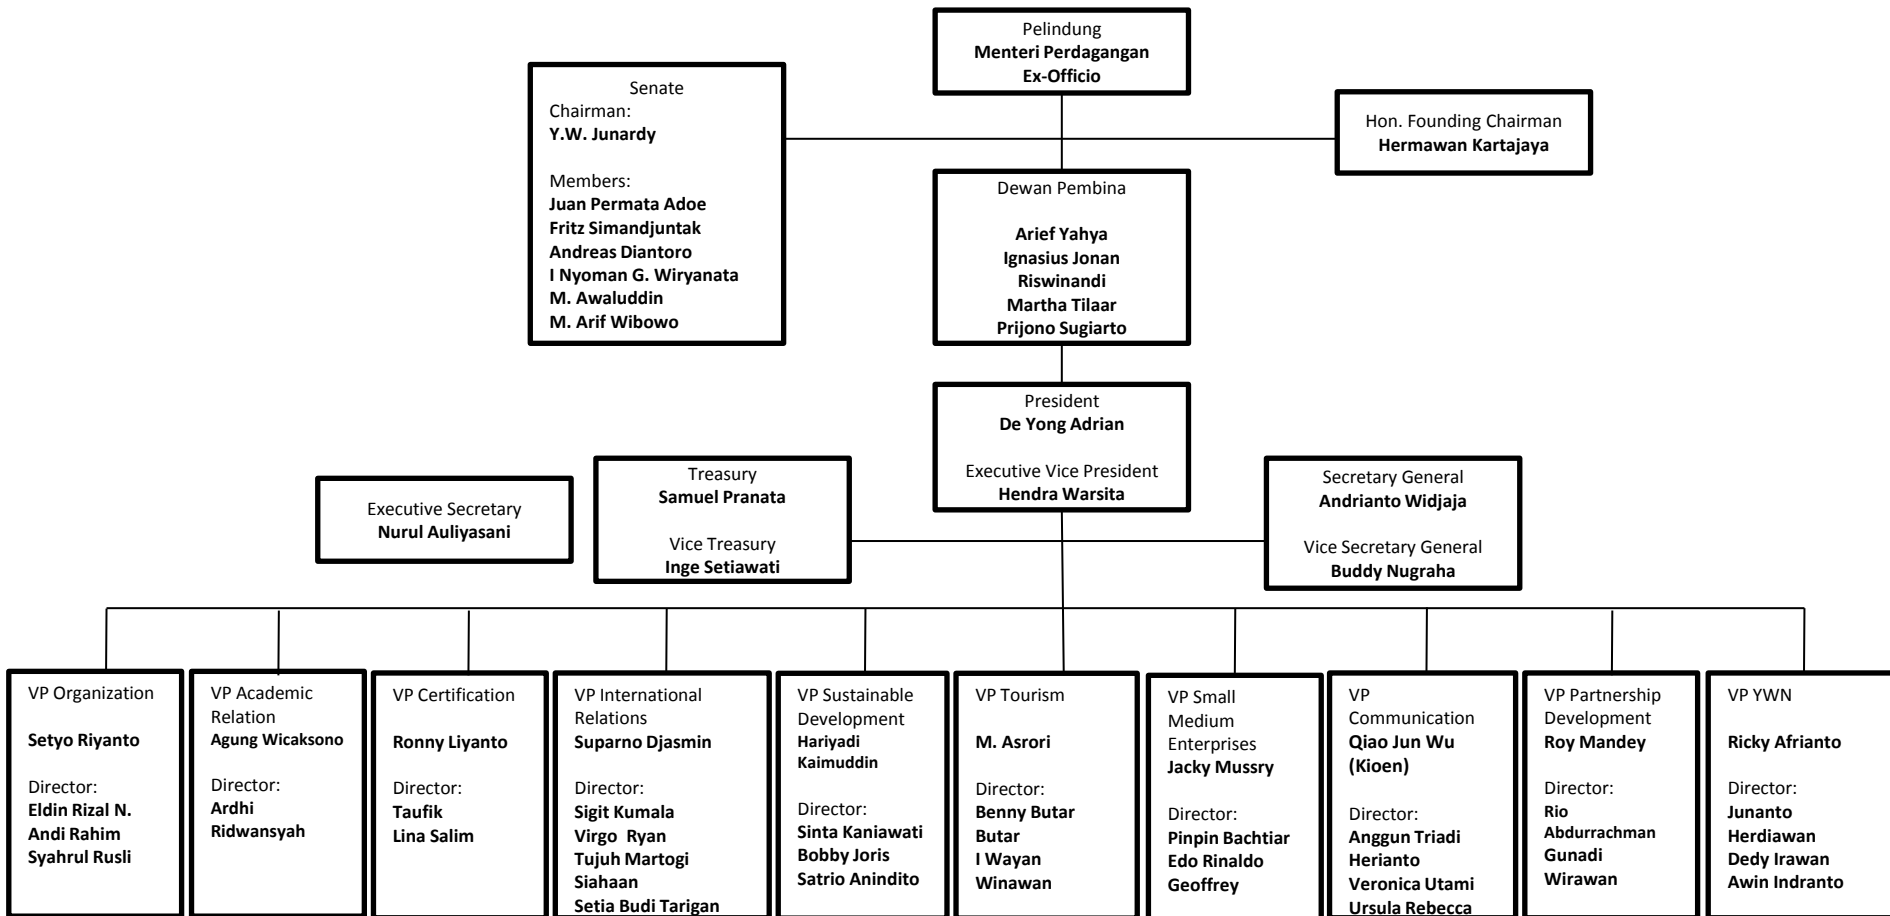 Pelindung
Menteri Perdagangan
Ex-Officio
Senate
Chairman:
Y.W. Junardy
Members:
Juan Permata Adoe
Fritz Simandjuntak
Andreas Diantoro
I Nyoman G. Wiryanata
M. Awaluddin
M. Arif Wibowo
Hon. Founding Chairman
Hermawan Kartajaya
Dewan Pembina
Arief Yahya
Ignasius Jonan
Riswinandi
Martha Tilaar
Prijono Sugiarto
President
De Yong Adrian
Executive Vice President
Hendra Warsita
Executive Secretary
Nurul Auliyasani
Treasury
Samuel Pranata
Vice Treasury
Inge Setiawati
Secretary General
Andrianto Widjaja
Vice Secretary General
Buddy Nugraha
VP Organization
Setyo Riyanto
Director:
Eldin Rizal N.
Andi Rahim
Syahrul Rusli
VP Academic
Relation
Agung Wicaksono
Director:
Ardhi
Ridwansyah
VP Certification
Ronny Liyanto
Director:
Taufik
Lina Salim
VP International
Relations
Suparno Djasmin
Director:
Sigit Kumala
Virgo Ryan
Tujuh Martogi
Siahaan
Setia Budi Tarigan
VP Sustainable
Development
Hariyadi
Kaimuddin
Director:
Sinta Kaniawati
Bobby Joris
Satrio Anindito
VP Tourism
M. Asrori
Director:
Benny Butar
Butar
I Wayan
Winawan
VP Small
Medium
Enterprises
Jacky Mussry
Director:
Pinpin Bachtiar
Edo Rinaldo
Geoffrey
VP
Communication
Qiao Jun Wu
(Kioen)
Director:
Anggun Triadi
Herianto
Veronica Utami
Ursula Rebecca
VP Partnership
Development
Roy Mandey
Director:
Rio
Abdurrachman
Gunadi
Wirawan
VP YWN
Ricky Afrianto
Director:
Junanto
Herdiawan
Dedy Irawan
Awin Indranto